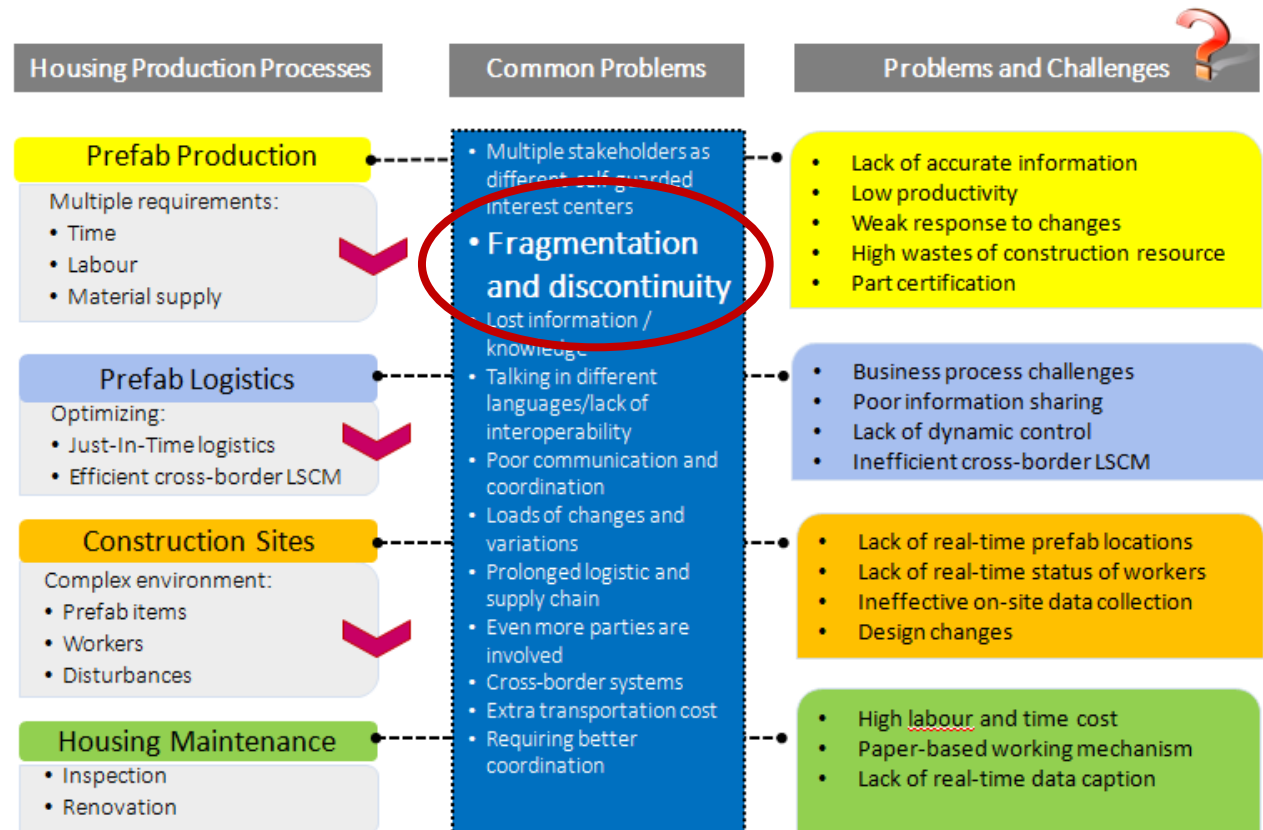 Housing Production Processes
Common Problems
Problems and Challenges
?
Prefab Production
Multiple requirements:
• Time
• Labour
• Material supply
Prefab Logistics
Optimizing:
• Just-In-Time logistics
• Efficient cross-border LSCM
Construction Sites
Complex environment:
• Prefab items
• Workers
• Disturbances
Housing Maintenance
• Inspection
• Renovation
• Multiple stakeholders as
different self-guarded
interest centers
• Fragmentation
and discontinuity
• Lost information /
knowledge
• Talking in different
languages/lack of
interoperability
• Poor communication and
coordination
• Loads of changes and
variations
• Prolonged logistic and
supply chain
• Even more parties are
involved
• Cross-border systems
• Extra transportation cost
• Requiring better
coordination
• Lack of accurate information
• Low productivity
• Weak response to changes
• High wastes of construction resource
• Part certification
• Business process challenges
• Poor information sharing
• Lack of dynamic control
• Inefficient cross-border LSCM
• Lack of real-time prefab locations
• Lack of real-time status of workers
• Ineffective on-site data collection
• Design changes
• High labour and time cost
• Paper-based working mechanism
• Lack of real-time data caption